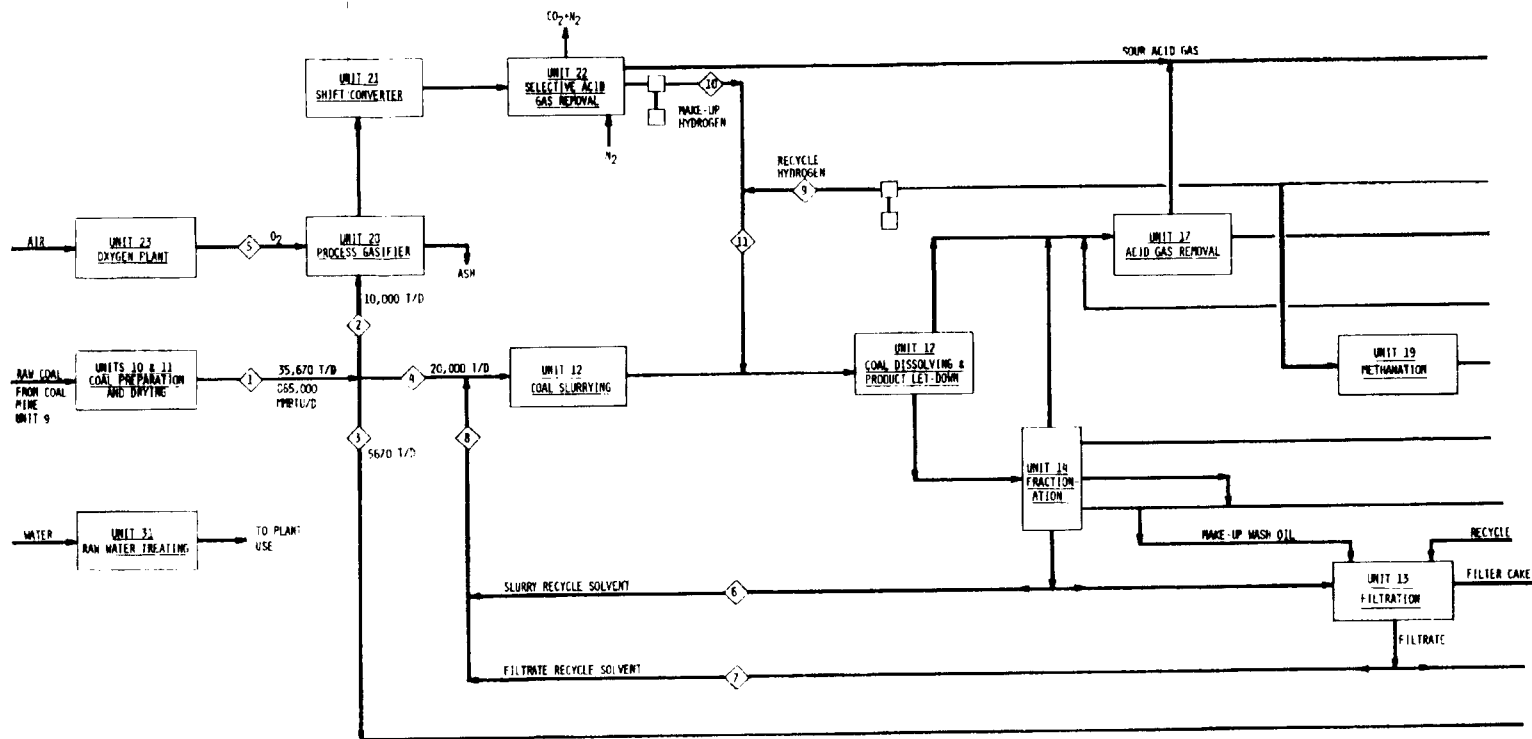 CO2+N2
SOUR ACID GAS
UNIT 21
SHIFT CONVERTER
UNIT 22
SELECTIVE ACID
GAS REMOVAL
10
MAKE-UP
HYDROGEN
N2
RECYCLE
HYDROGEN
9
AIR
UNIT 23
OXYGEN PLANT
5
O2
UNIT 20
PROCESS GASIFIER
ASH
11
UNIT 17
ACID GAS REMOVAL
10,000 T/D
2
RAW COAL
FROM COAL
MINE
UNIT 9
UNITS 10 & 11
COAL PREPARATION
AND DRYING
1
35,670 T/D
MMBTU/D
4
20,000 T/D
UNIT 12
COAL SLURRYING
UNIT 12
COAL DISSOLVING &
PRODUCT LET-DOWN
UNIT 19
METHANATION
3
5670 T/D
8
UNIT 14
FRACTION-
ATION
WATER
UNIT 31
RAW WATER TREATING
TO PLANT
USE
MAKE-UP WASH OIL
RECYCLE
SLURRY RECYCLE SOLVENT
6
UNIT 13
FILTRATION
FILTER CAKE
FILTRATE
FILTRATE RECYCLE SOLVENT
7